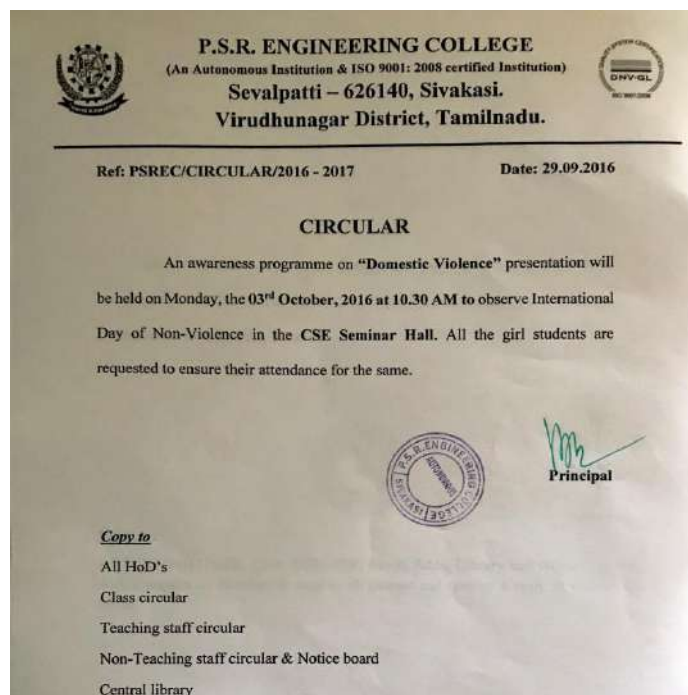 P.S.R. ENGINEERING COLLEGE
(An Autonomous Institution & ISO 9001: 2008 certified Institution)
Sevalpatti – 626140, Sivakasi.
Virudhunagar District, Tamilnadu.
DNV·GL
ISO 9001:2008
Ref: PSREC/CIRCULAR/2016 - 2017
Date: 29.09.2016
CIRCULAR
An awareness programme on “Domestic Violence” presentation will
be held on Monday, the 03rd October, 2016 at 10.30 AM to observe International
Day of Non-Violence in the CSE Seminar Hall. All the girl students are
requested to ensure their attendance for the same.
P.S.R. ENGINEERING COLLEGE
AUTONOMOUS
SIVAKASI
Principal
Copy to
All HoD's
Class circular
Teaching staff circular
Non-Teaching staff circular & Notice board
Central library